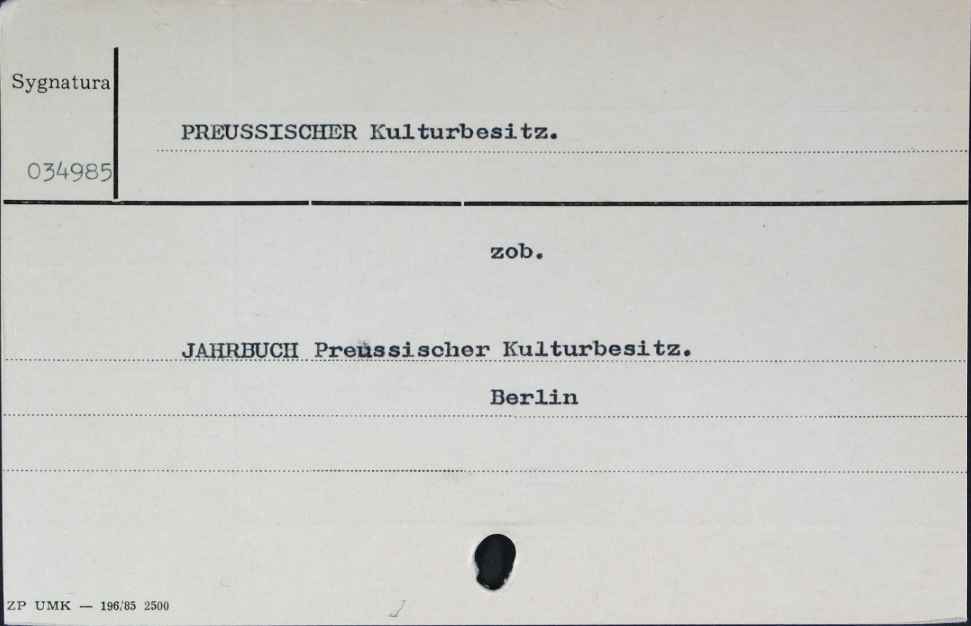 Sygnatura
PREUSSISCHER Kulturbesitz.
034985
zob.
JAHRBUCH Preussischer Kulturbesitz.
Berlin
ZP UMK — 196/85 2500